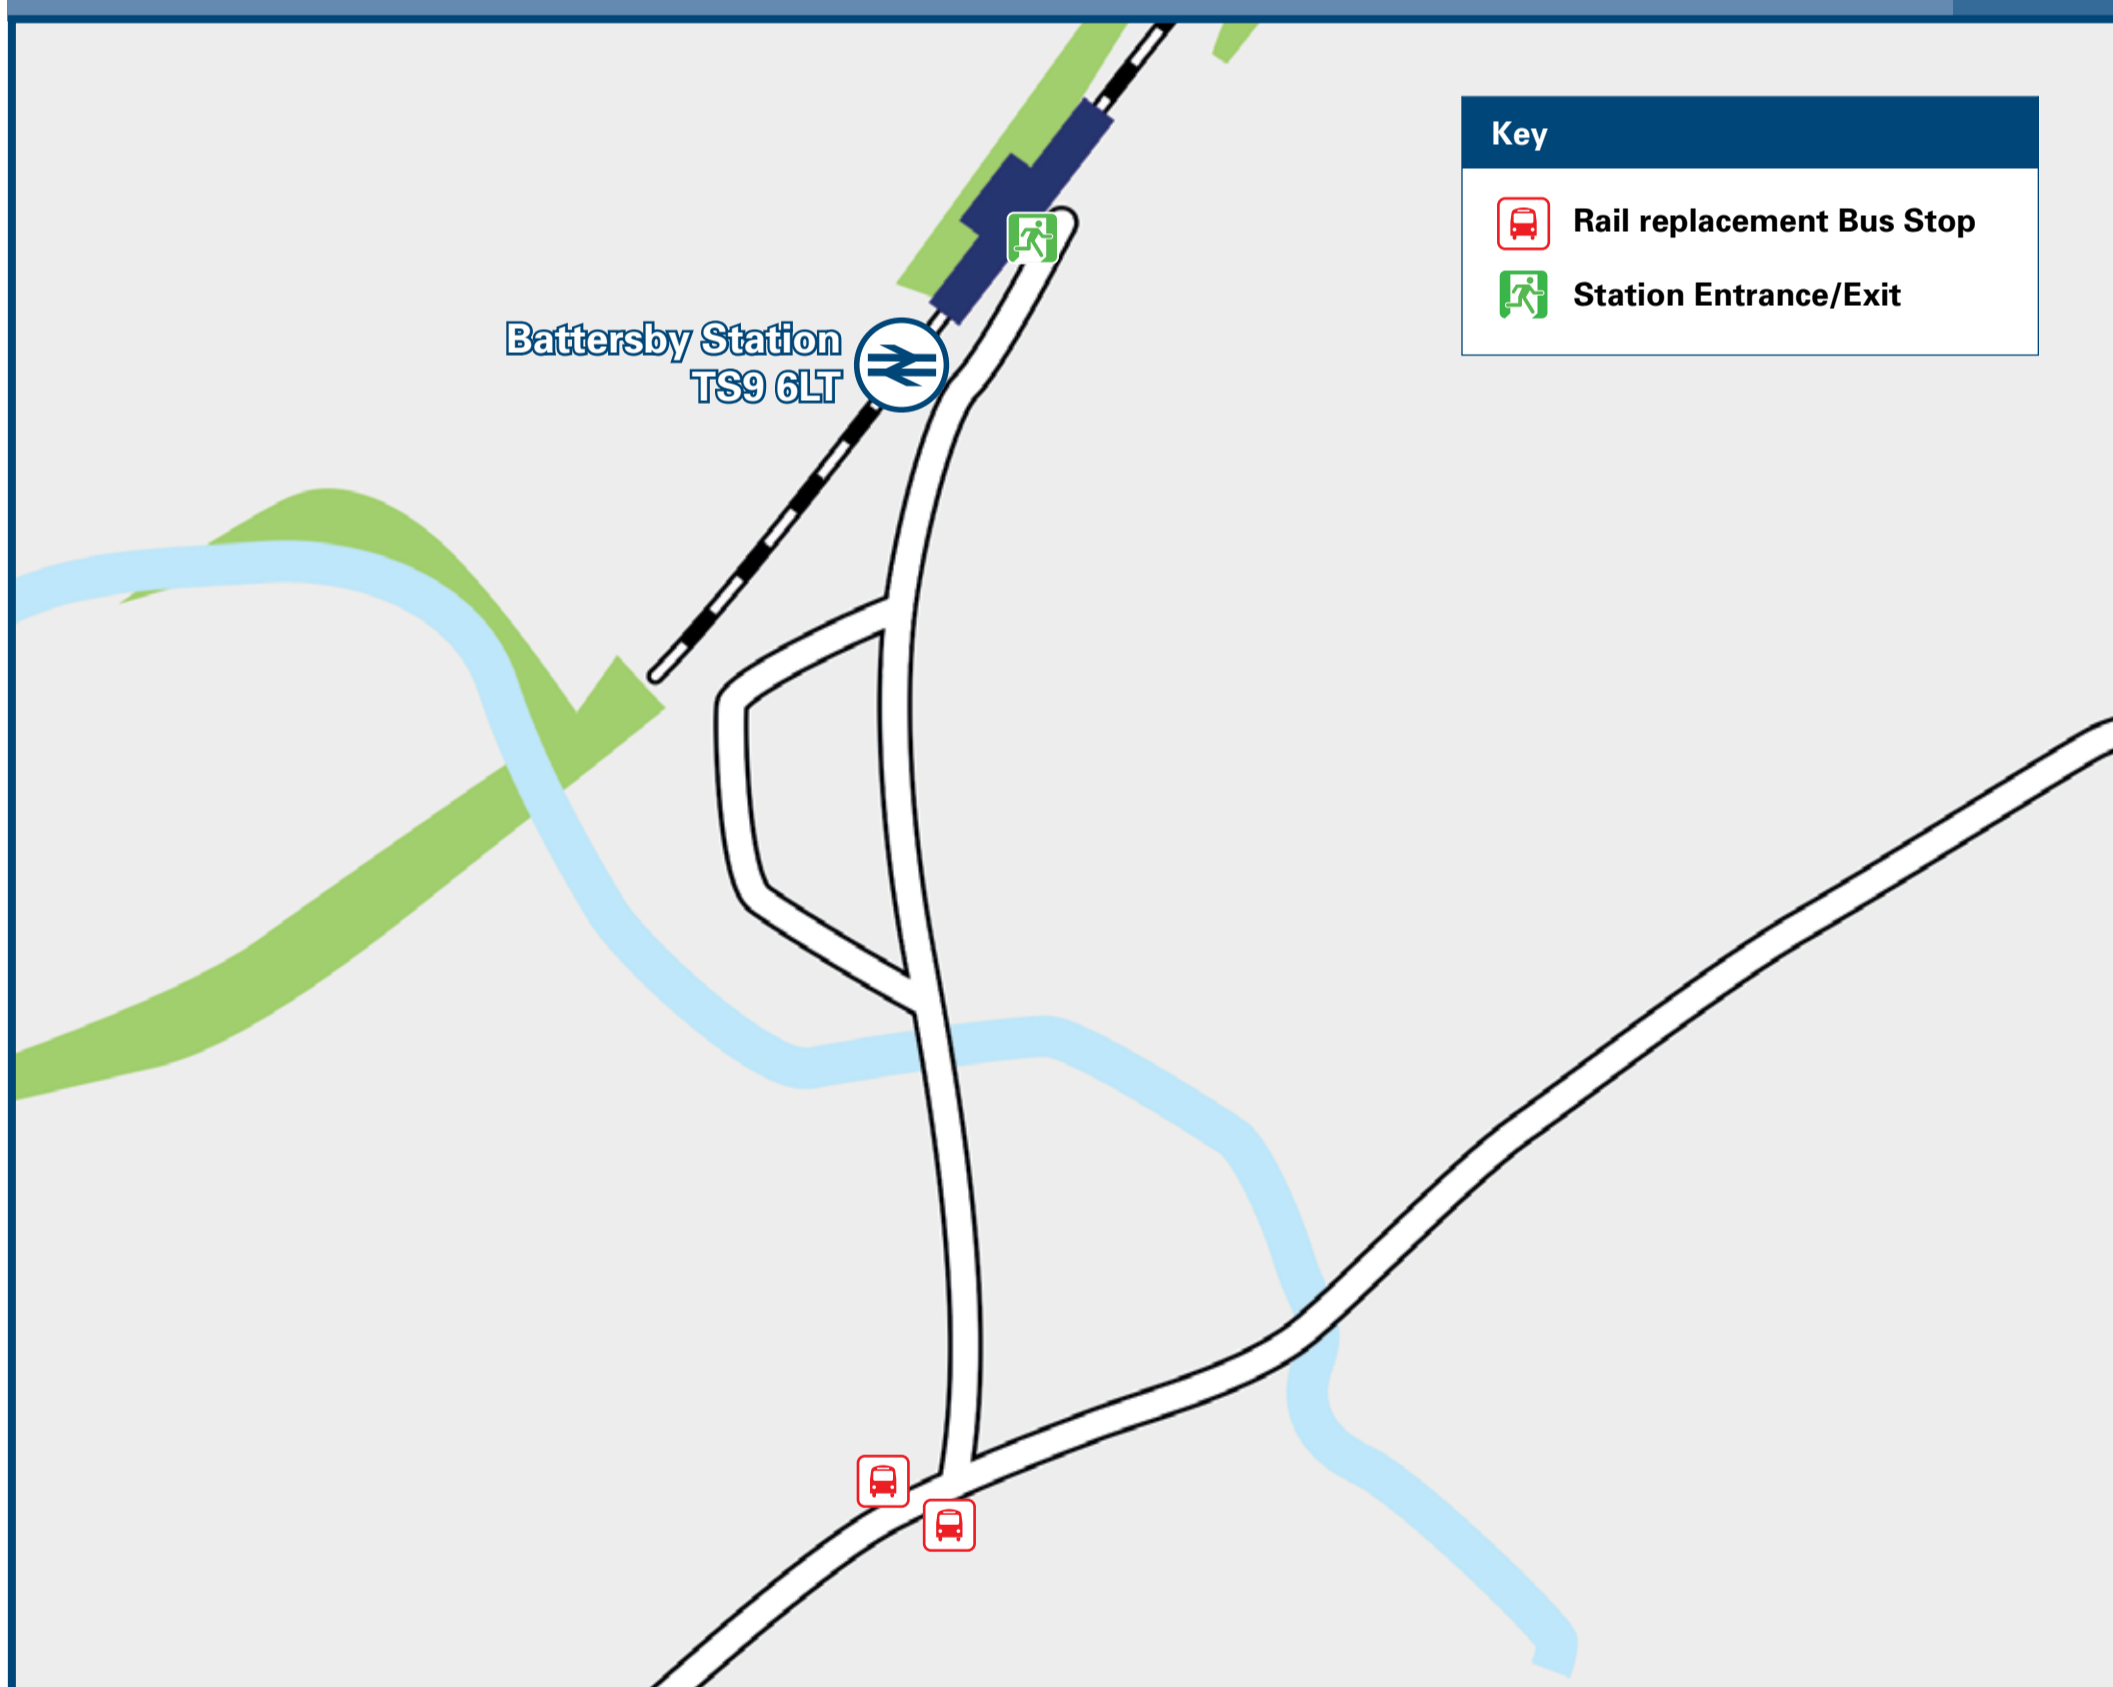 Key
Rail replacement Bus Stop
Station Entrance/Exit
Battersby Station
TS9 6LT